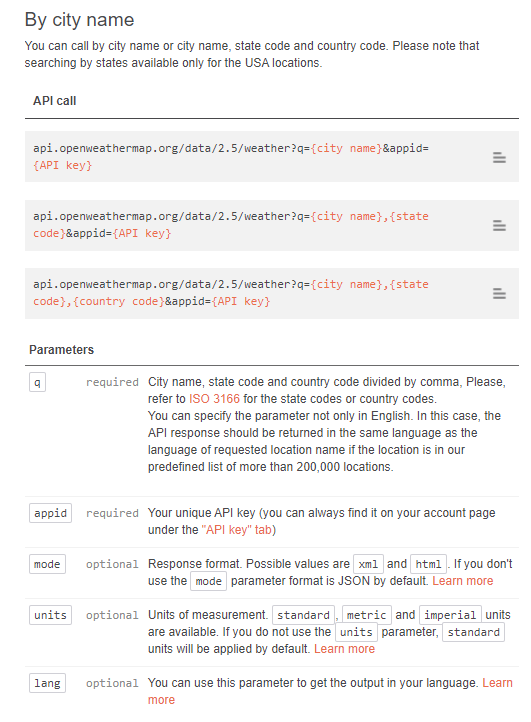 By city name
You can call by city name or city name, state code and country code. Please note that
searching by states available only for the USA locations.
API call
api.openweathermap.org/data/2.5/weather?q={city name}&appid=
{API key}
api.openweathermap.org/data/2.5/weather?q={city name},{state
code}&appid={API key}
api.openweathermap.org/data/2.5/weather?q={city name},{state
code},{country code}&appid={API key}
Parameters
q required City name, state code and country code divided by comma, Please,
refer to ISO 3166 for the state codes or country codes.
You can specify the parameter not only in English. In this case, the
API response should be returned in the same language as the
language of requested location name if the location is in our
predefined list of more than 200,000 locations.
appid required Your unique API key (you can always find it on your account page
under the "API key" tab)
mode optional Response format. Possible values are xml and html. If you don't
use the mode parameter format is JSON by default. Learn more
units optional Units of measurement. standard, metric and imperial units
are available. If you do not use the units parameter, standard
units will be applied by default. Learn more
lang optional You can use this parameter to get the output in your language. Learn
more